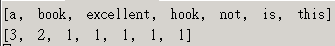 [a, book, excellent, hook, not, is, this]
[3, 2, 1, 1, 1, 1, 1]